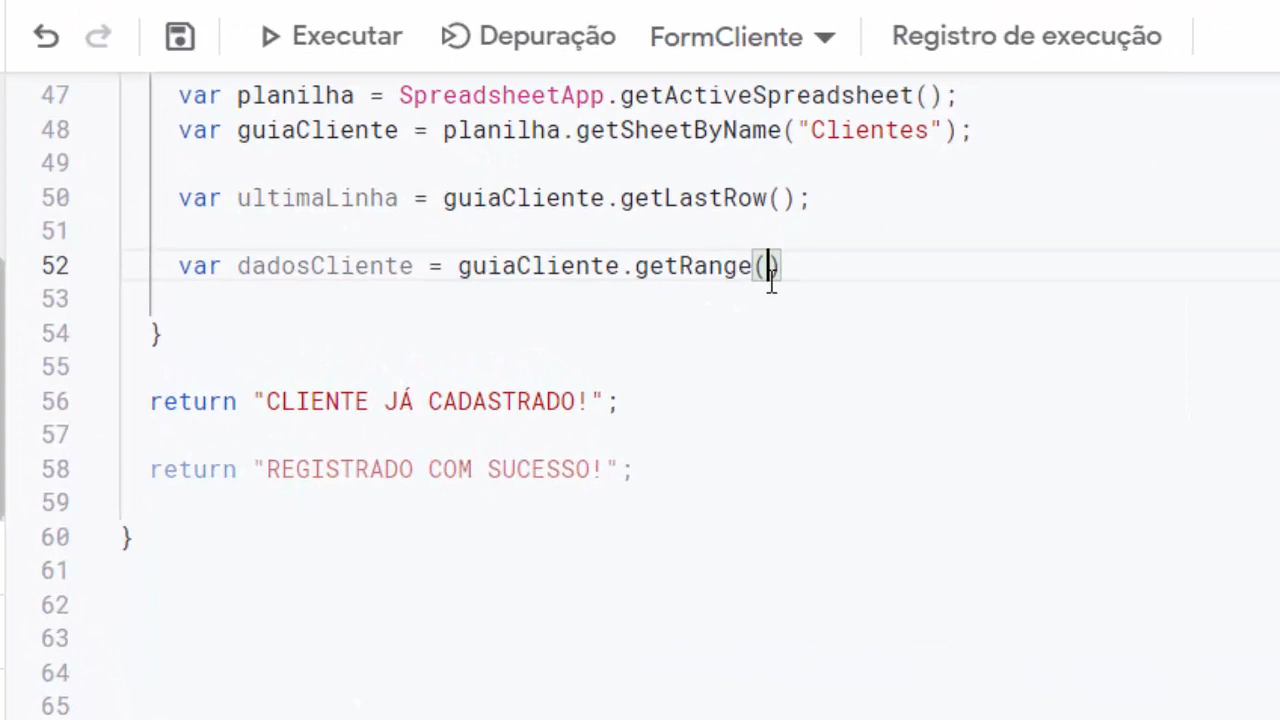 Executar Depuração FormCliente Registro de execução
47 var planilha = SpreadsheetApp.getActiveSpreadsheet();
48 var guiaCliente = planilha.getSheetByName("Clientes");
49
50 var ultimaLinha = guiaCliente.getLastRow();
51
52 var dadosCliente = guiaCliente.getRange()
53
54 }
55
56 return "CLIENTE JÁ CADASTRADO!";
57
58 return "REGISTRADO COM SUCESSO!";
59
60 }
61
62
63
64
65